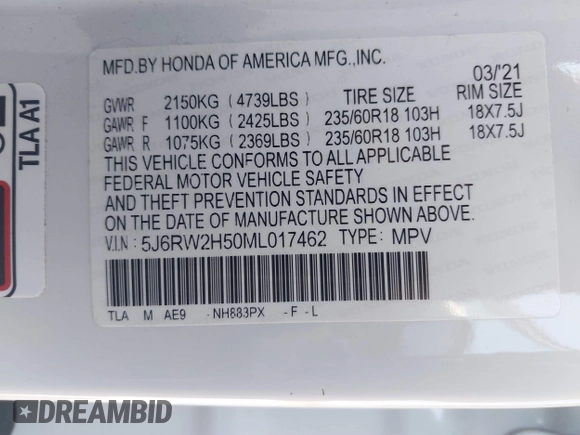 MFD.BY HONDA OF AMERICA MFG.,INC.
03/'21
GVWR 2150KG (4739LBS) TIRE SIZE RIM SIZE
GAWR F 1100KG (2425LBS) 235/60R18 103H 18X7.5J
GAWR R 1075KG (2369LBS) 235/60R18 103H 18X7.5J
THIS VEHICLE CONFORMS TO ALL APPLICABLE
FEDERAL MOTOR VEHICLE SAFETY
AND THEFT PREVENTION STANDARDS IN EFFECT
ON THE DATE OF MANUFACTURE SHOWN ABOVE.
V.I.N: 5J6RW2H50ML017462 TYPE: MPV
TLA M AE9 - NH883PX - F - L
TLA A1
DREAMBID